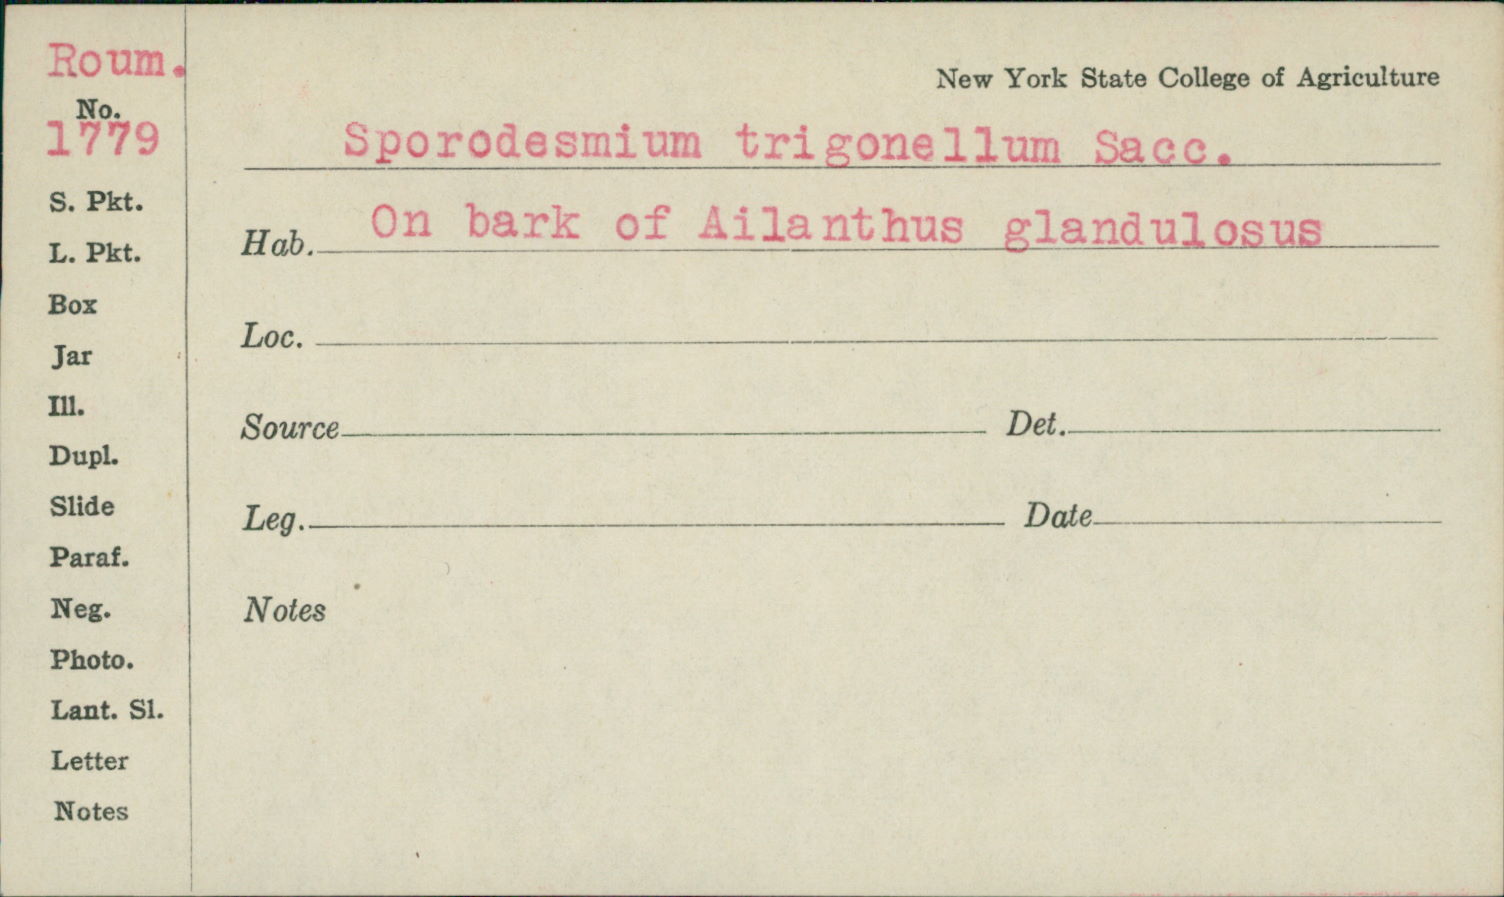 Roum.
No.
1779
S. Pkt.
L. Pkt.
Box
Jar
Ill.
Dupl.
Slide
Paraf.
Neg.
Photo.
Lant. Sl.
Letter
Notes
New York State College of Agriculture
Sporodesmium trigonellum Sacc.
Hab. On bark of Ailanthus glandulosus
Loc.
Source Det.
Leg. Date
Notes